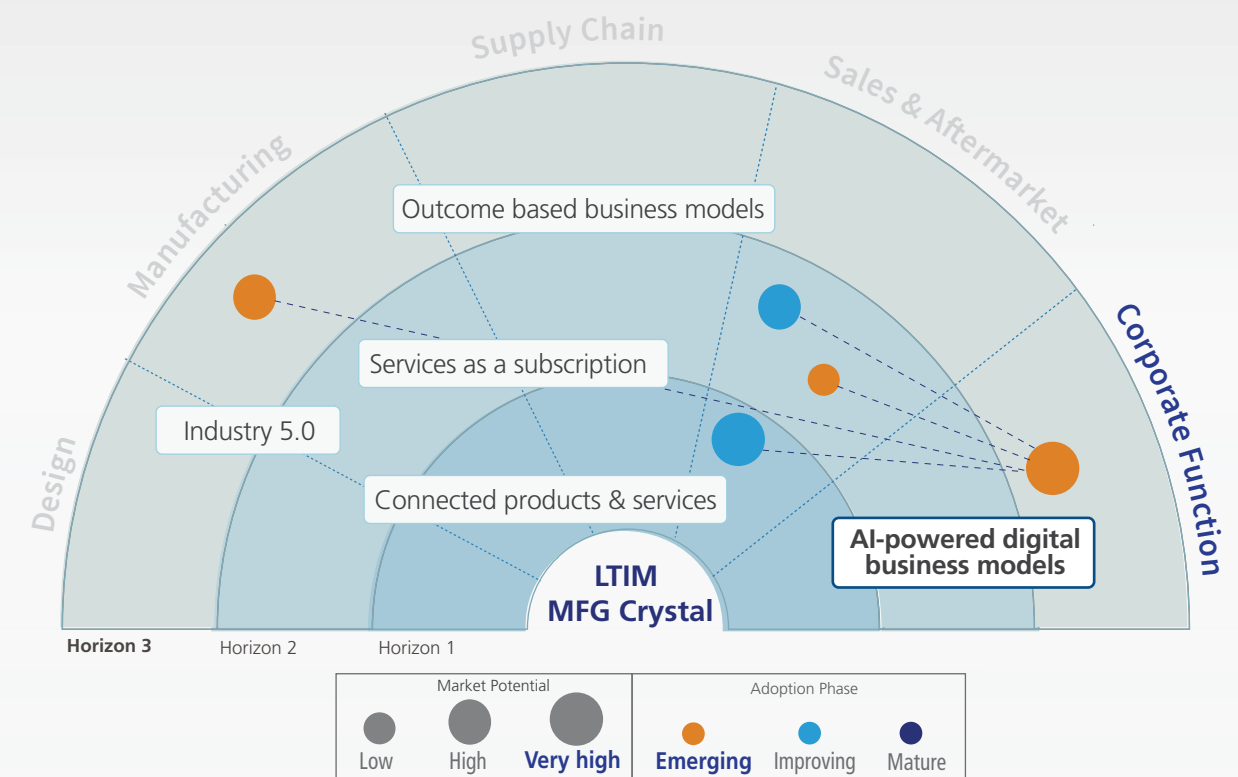 Supply Chain
Sales & Aftermarket
Manufacturing
Design
Corporate Function
Outcome based business models
Services as a subscription
Industry 5.0
Connected products & services
AI-powered digital
business models
LTIM
MFG Crystal
Horizon 3
Horizon 2
Horizon 1
Market Potential
Low
High
Very high
Adoption Phase
Emerging
Improving
Mature